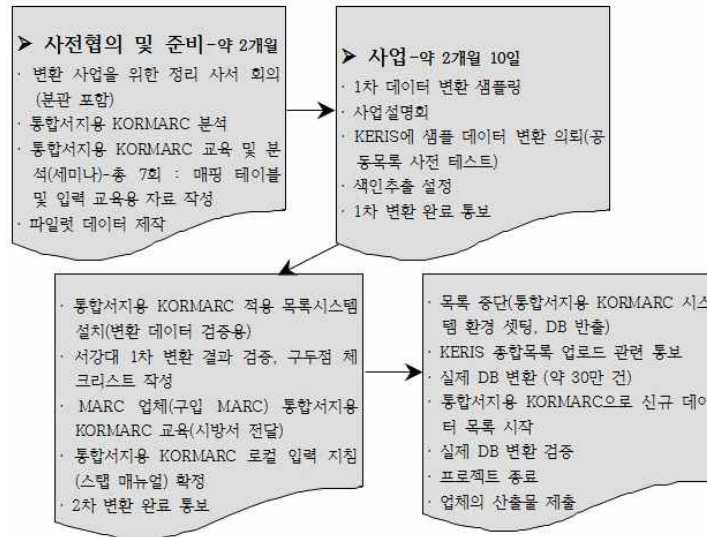 ➤ 사전협의 및 준비-약 2개월
· 변환 사업을 위한 정리 사서 회의
(분관 포함)
· 통합서지용 KORMARC 분석
· 통합서지용 KORMARC 교육 및 분
석(세미나)-총 7회 : 매핑 테이블
및 입력 교육용 자료 작성
· 파일럿 데이터 제작
➤ 사업-약 2개월 10일
· 1차 데이터 변환 샘플링
· 사업설명회
· KERIS에 샘플 데이터 변환 의뢰(공
동목록 사전 테스트)
· 색인추출 설정
· 1차 변환 완료 통보
· 통합서지용 KORMARC 적용 목록시스템
설치(변환 데이터 검증용)
· 서강대 1차 변환 결과 검증, 구두점 체
크리스트 작성
· MARC 업체(구입 MARC) 통합서지용
KORMARC 교육(시방서 전달)
· 통합서지용 KORMARC 로컬 입력 지침
(스탭 매뉴얼) 확정
· 2차 변환 완료 통보
· 목록 중단(통합서지용 KORMARC 시스
템 환경 셋팅, DB 반출)
· KERIS 종합목록 업로드 관련 통보
· 실제 DB 변환 (약 30만 건)
· 통합서지용 KORMARC으로 신규 데이
터 목록 시작
· 실제 DB 변환 검증
· 프로젝트 종료
· 업체의 산출물 제출